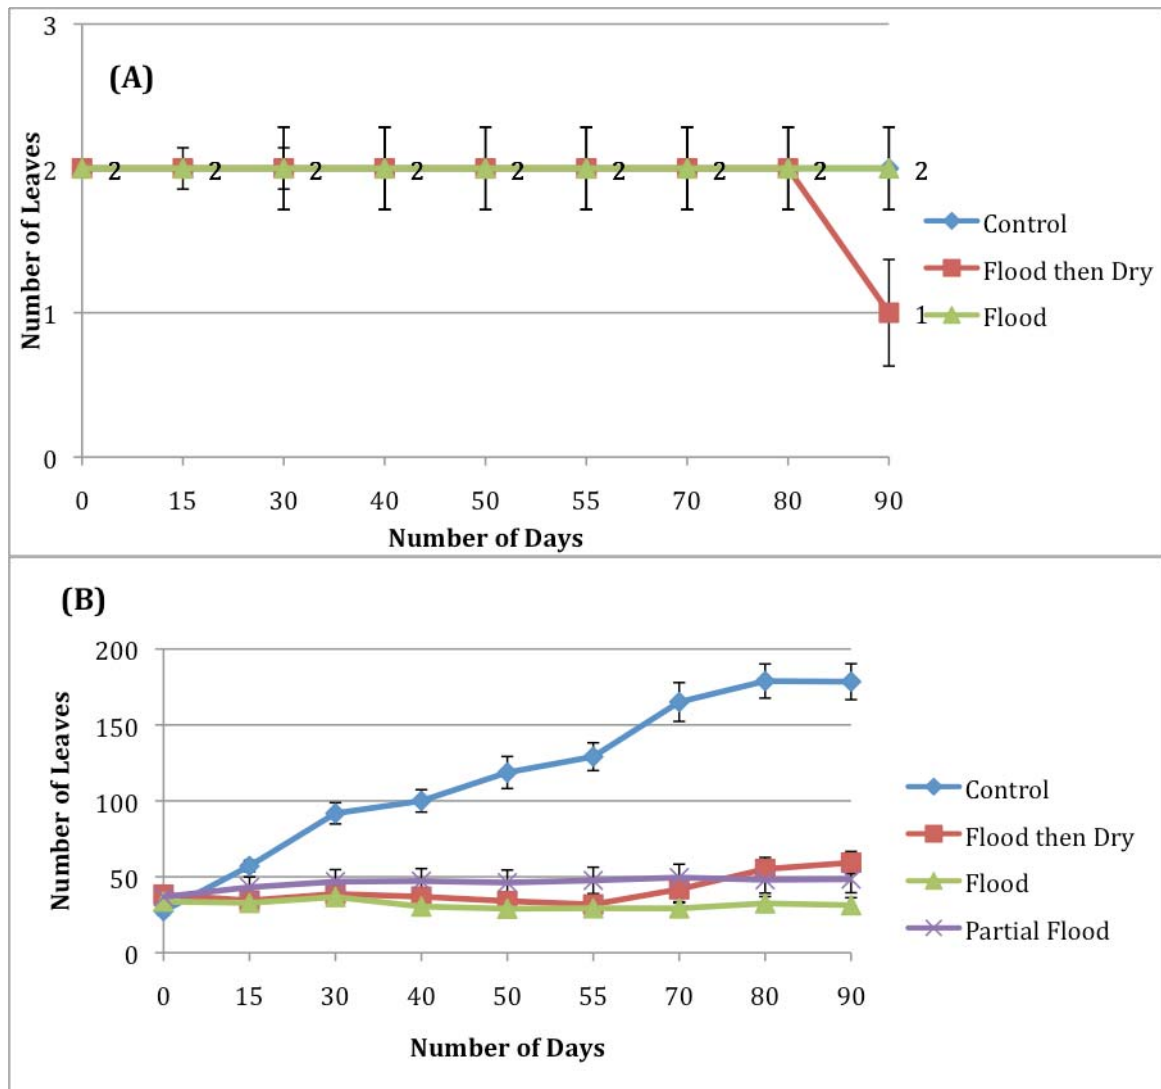 (A)
Number of Leaves
3
2
1
0
2 2 2 2 2 2 2 2 2
1
0 15 30 40 50 55 70 80 90
Number of Days
Control
Flood then Dry
Flood
(B)
Number of Leaves
200
150
100
50
0
0 15 30 40 50 55 70 80 90
Number of Days
Control
Flood then Dry
Flood
Partial Flood